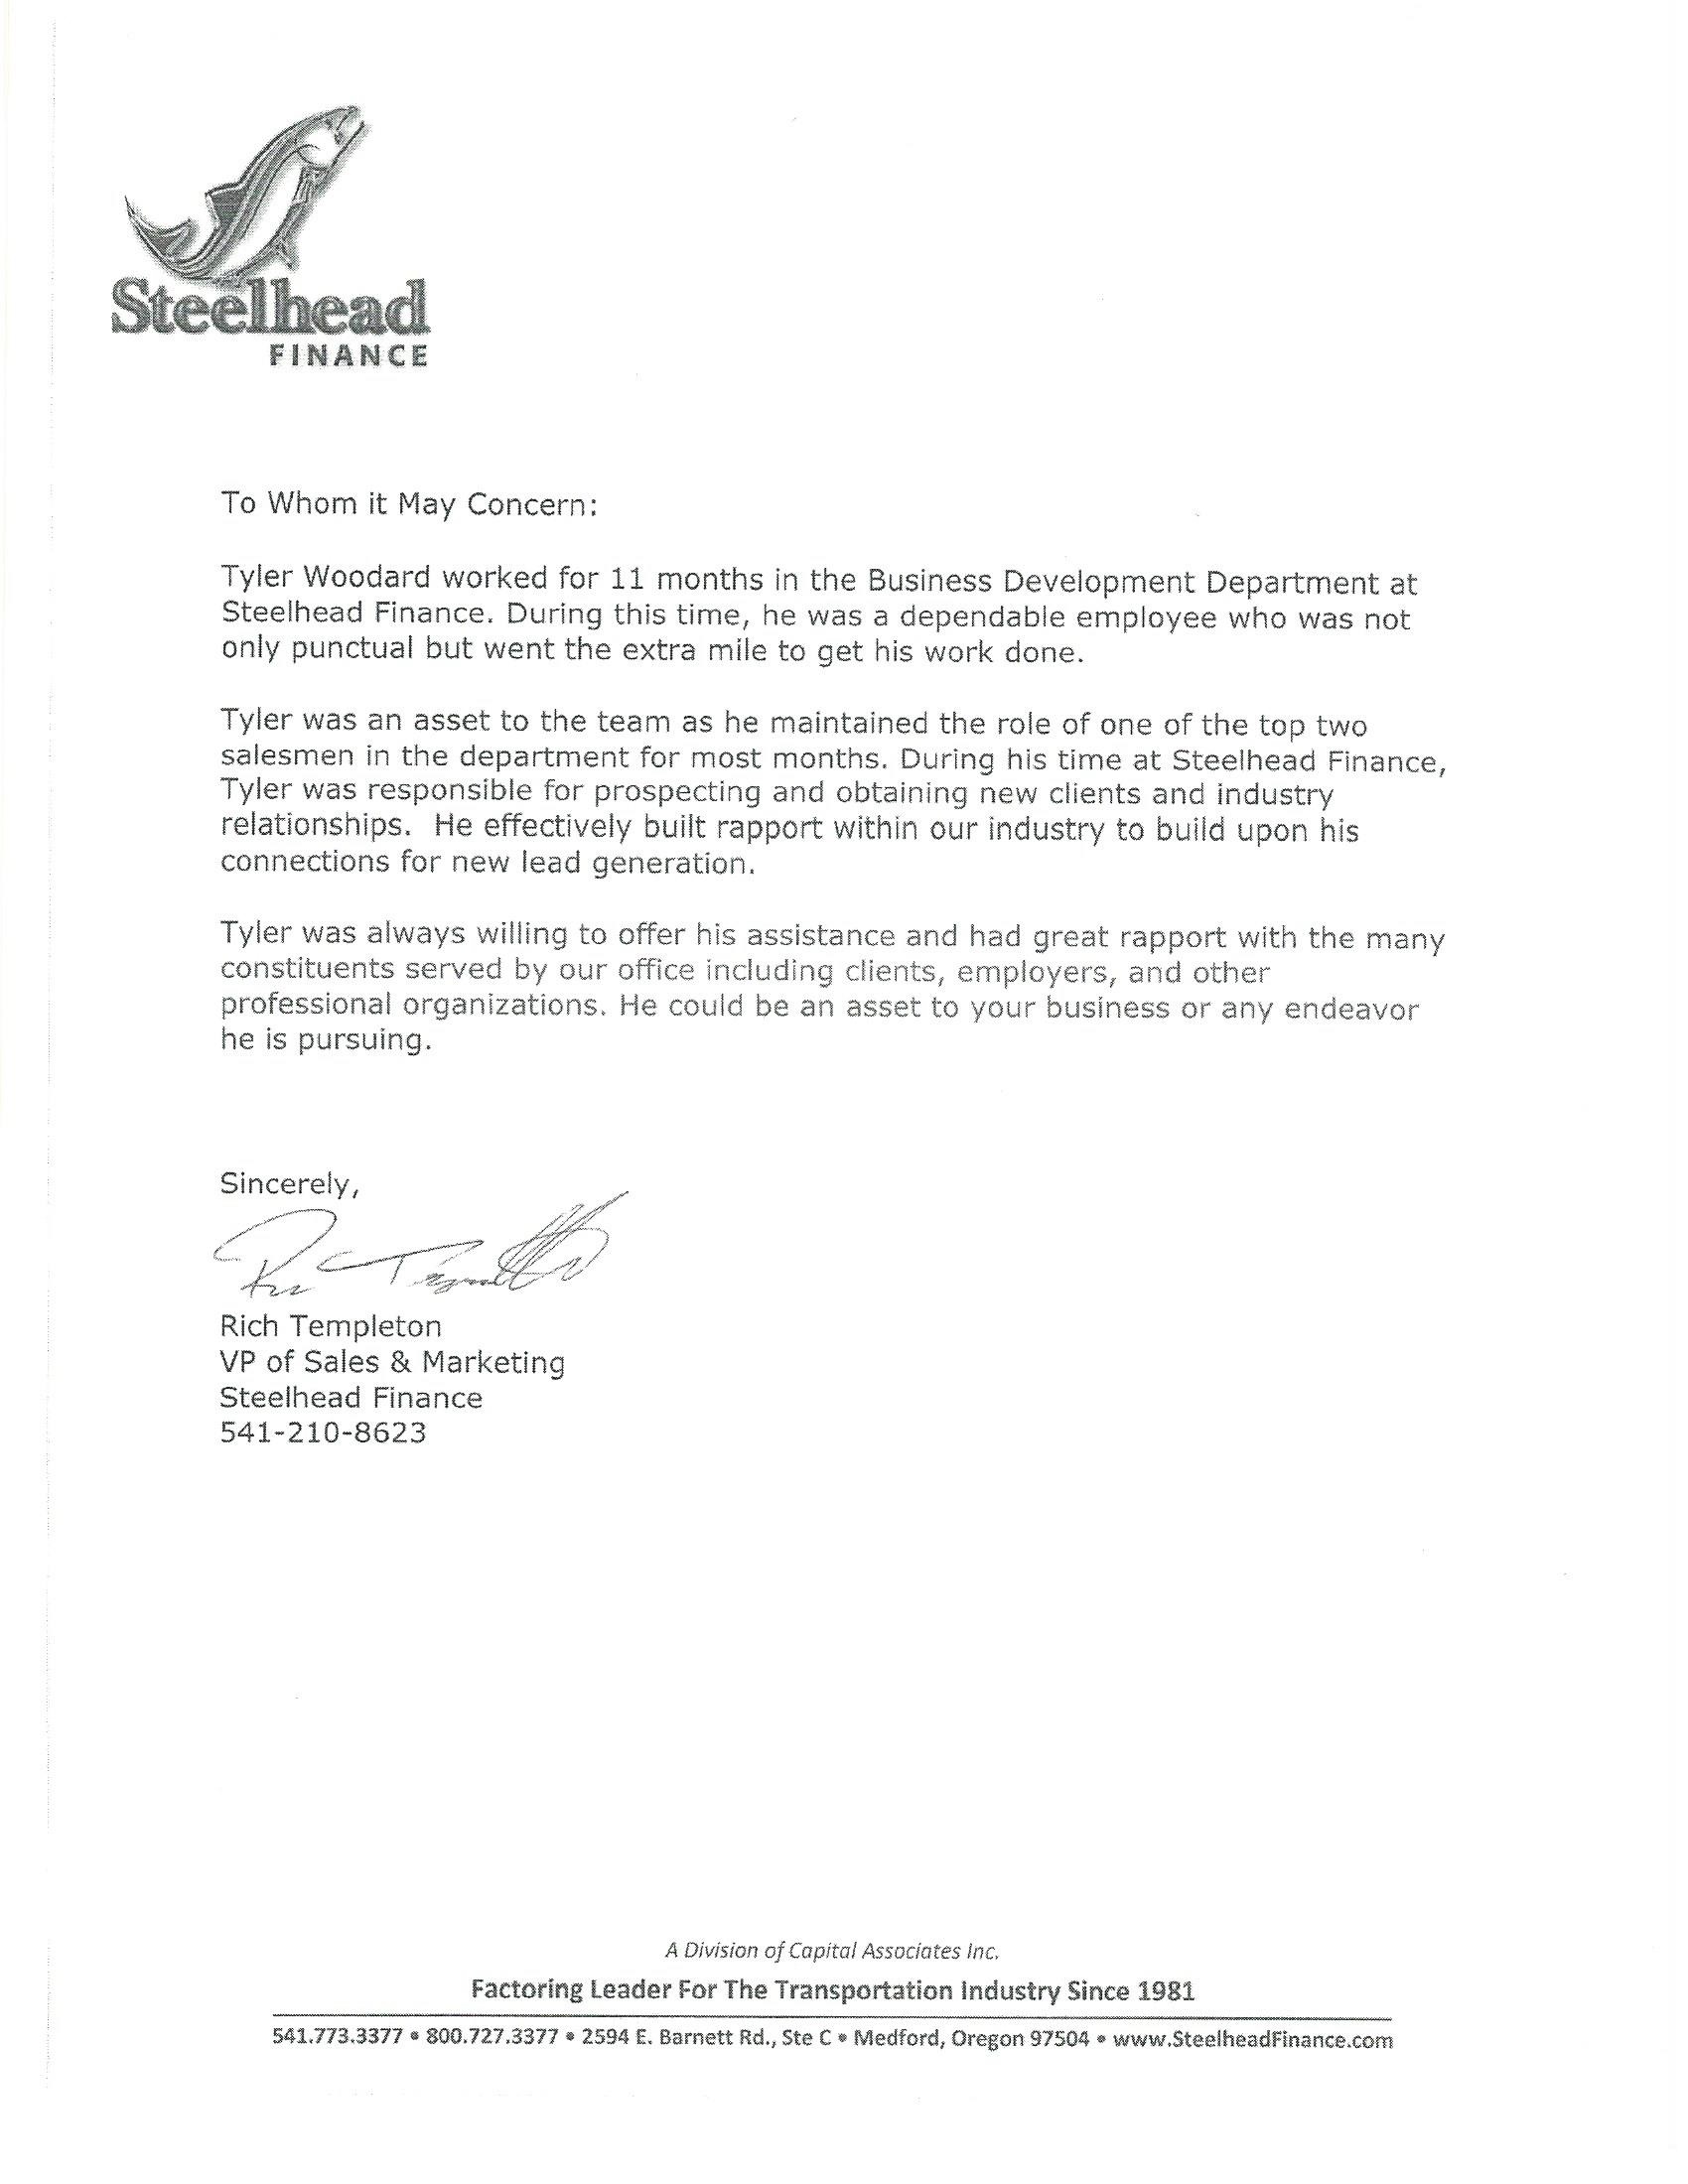 Steelhead
FINANCE
To Whom it May Concern:
Tyler Woodard worked for 11 months in the Business Development Department at
Steelhead Finance. During this time, he was a dependable employee who was not
only punctual but went the extra mile to get his work done.
Tyler was an asset to the team as he maintained the role of one of the top two
salesmen in the department for most months. During his time at Steelhead Finance,
Tyler was responsible for prospecting and obtaining new clients and industry
relationships.  He effectively built rapport within our industry to build upon his
connections for new lead generation.
Tyler was always willing to offer his assistance and had great rapport with the many
constituents served by our office including clients, employers, and other
professional organizations. He could be an asset to your business or any endeavor
he is pursuing.
Sincerely,
Rich Templeton
VP of Sales & Marketing
Steelhead Finance
541-210-8623
A Division of Capital Associates Inc.
Factoring Leader For The Transportation Industry Since 1981
541.773.3377 • 800.727.3377 • 2594 E. Barnett Rd., Ste C • Medford, Oregon 97504 • www.SteelheadFinance.com